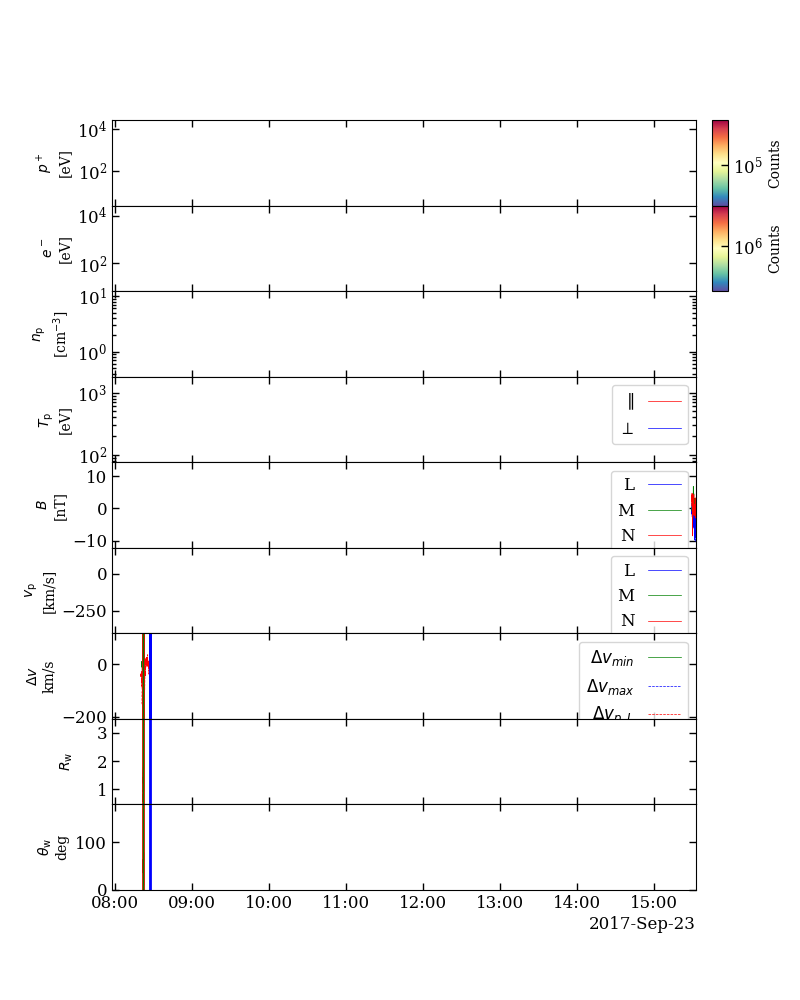 p⁺
[eV]
10⁴
10²
10⁵
Counts
e⁻
[eV]
10⁴
10²
10⁶
Counts
nₚ
[cm⁻³]
10¹
10⁰
Tₚ
[eV]
10³
10²
∥
⊥
B
[nT]
10
0
−10
L
M
N
vₚ
[km/s]
0
−250
L
M
N
Δv
km/s
0
−200
Δv_min
Δv_max
R_w
3
2
1
θ_w
deg
100
0
08:00 09:00 10:00 11:00 12:00 13:00 14:00 15:00
2017-Sep-23